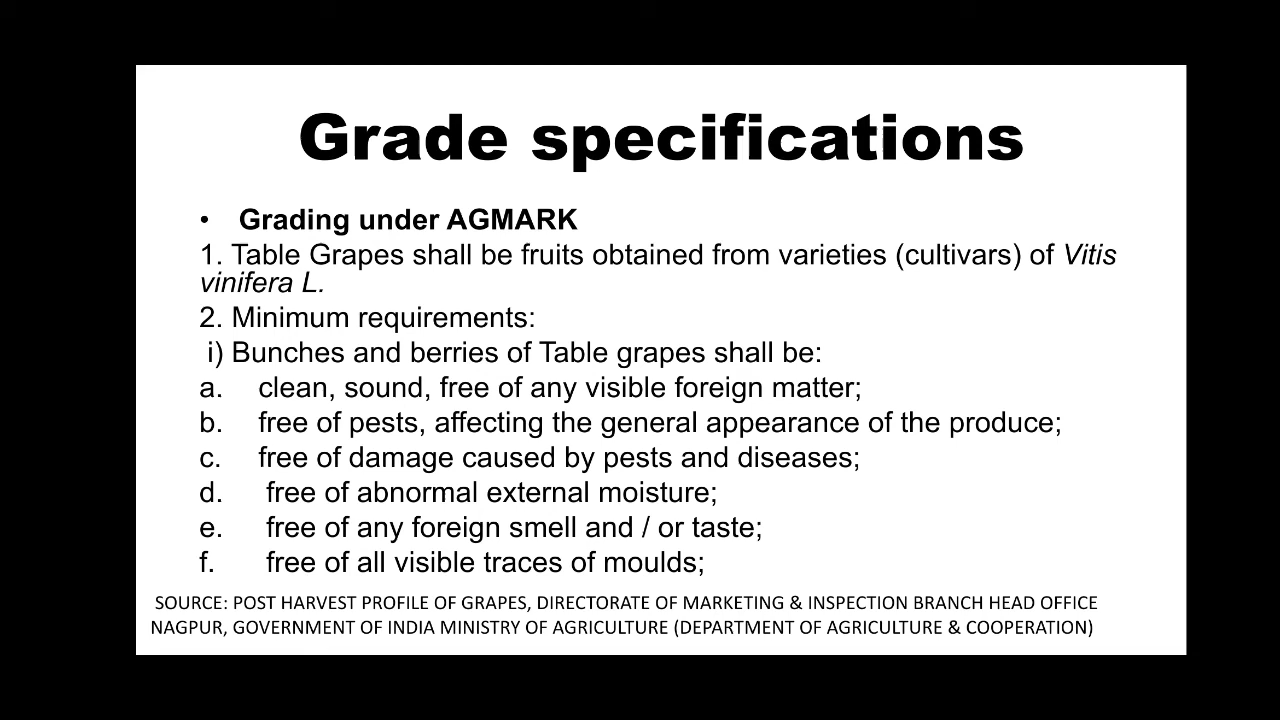 Grade specifications
• Grading under AGMARK
1. Table Grapes shall be fruits obtained from varieties (cultivars) of Vitis
vinifera L.
2. Minimum requirements:
i) Bunches and berries of Table grapes shall be:
a. clean, sound, free of any visible foreign matter;
b. free of pests, affecting the general appearance of the produce;
c. free of damage caused by pests and diseases;
d. free of abnormal external moisture;
e. free of any foreign smell and / or taste;
f. free of all visible traces of moulds;
SOURCE: POST HARVEST PROFILE OF GRAPES, DIRECTORATE OF MARKETING & INSPECTION BRANCH HEAD OFFICE
NAGPUR, GOVERNMENT OF INDIA MINISTRY OF AGRICULTURE (DEPARTMENT OF AGRICULTURE & COOPERATION)